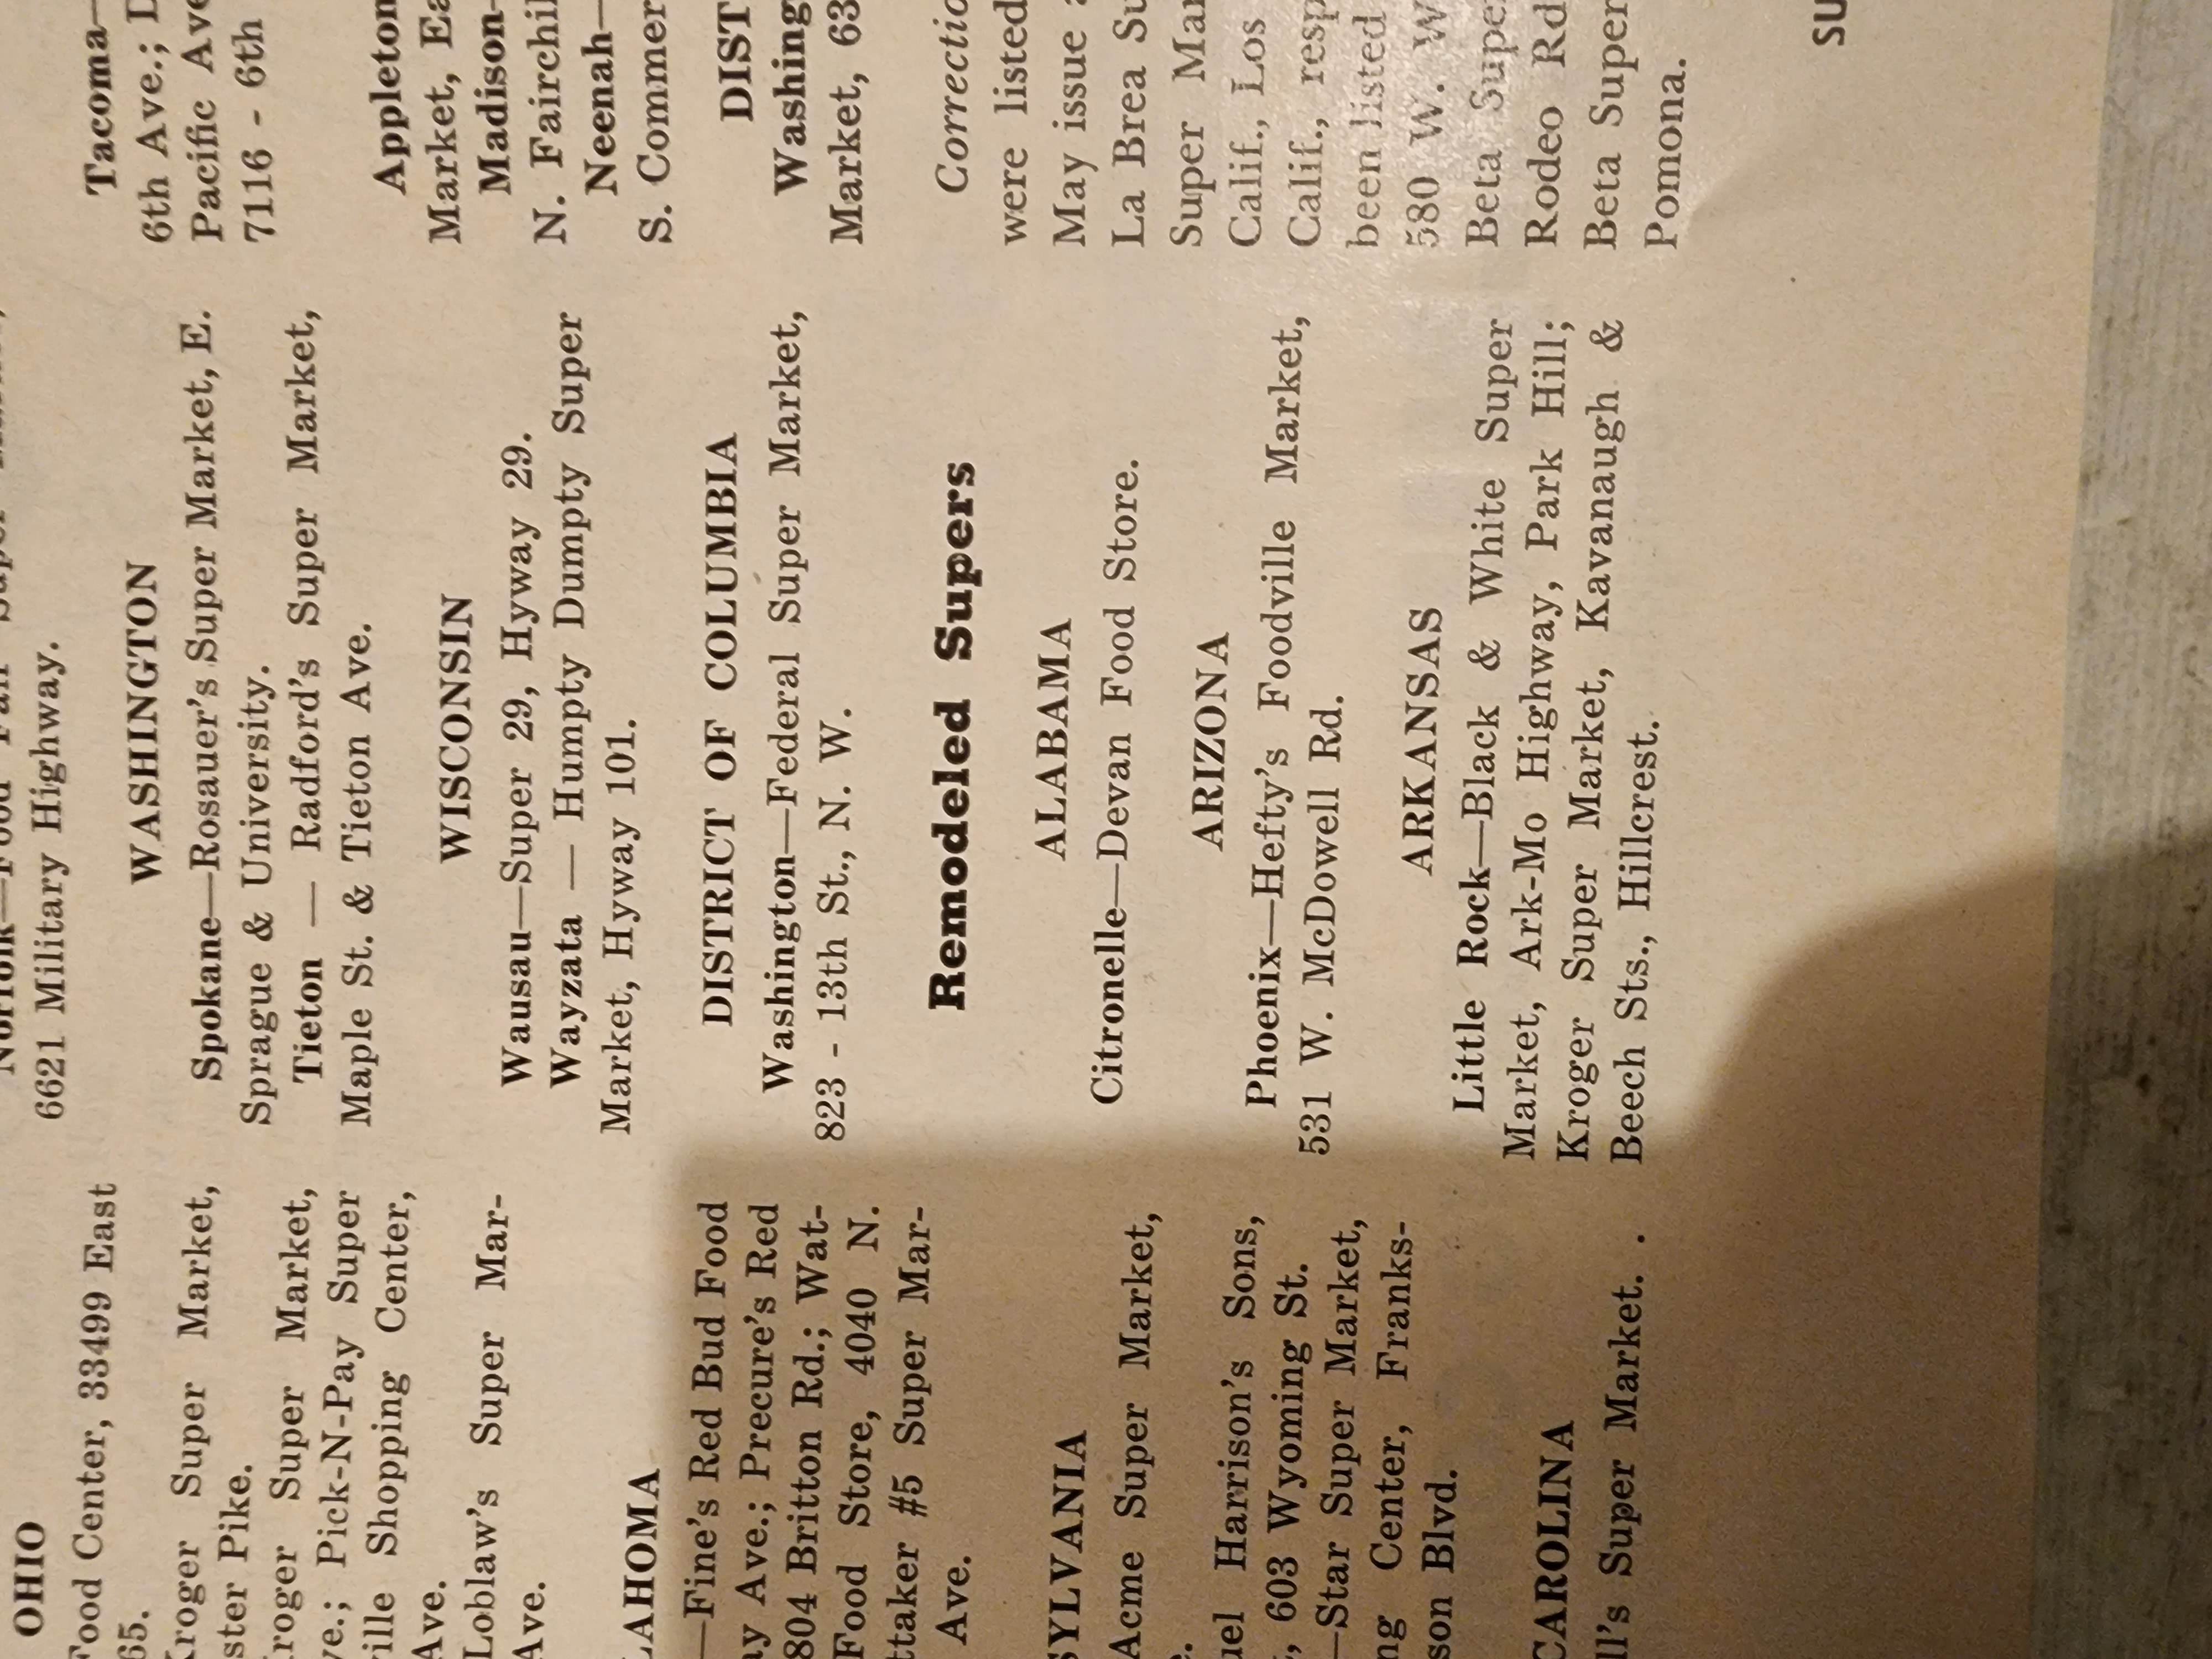 OHIO
Food Center, 33499 East
65.
Kroger Super Market,
ster Pike.
Kroger Super Market,
ve.; Pick-N-Pay Super
ville Shopping Center,
Ave.
Loblaw's Super Mar-
Ave.
LAHOMA
—Fine's Red Bud Food
ay Ave.; Precure's Red
804 Britton Rd.; Wat-
Food Store, 4040 N.
ttaker #5 Super Mar-
Ave.
SYLVANIA
Acme Super Market,
e.
uel Harrison's Sons,
, 603 Wyoming St.
—Star Super Market,
ng Center, Franks-
son Blvd.
CAROLINA
ll's Super Market. .
Norfolk—Food Fair Super
6621 Military Highway.
WASHINGTON
Spokane—Rosauer's Super Market, E.
Sprague & University.
Tieton — Radford's Super Market,
Maple St. & Tieton Ave.
WISCONSIN
Wausau—Super 29, Hyway 29.
Wayzata — Humpty Dumpty Super
Market, Hyway 101.
DISTRICT OF COLUMBIA
Washington—Federal Super Market,
823 - 13th St., N. W.
Remodeled Supers
ALABAMA
Citronelle—Devan Food Store.
ARIZONA
Phoenix—Hefty's Foodville Market,
531 W. McDowell Rd.
ARKANSAS
Little Rock—Black & White Super
Market, Ark-Mo Highway, Park Hill;
Kroger Super Market, Kavanaugh &
Beech Sts., Hillcrest.
Tacoma—
6th Ave.; D
Pacific Ave
7116 - 6th
Appleton
Market, Ea
Madison—
N. Fairchil
Neenah—
S. Commer
DIST
Washing
Market, 63
Correctio
were listed
May issue a
La Brea Su
Super Mar
Calif., Los
Calif., resp
been listed
580 W. W
Beta Super
Rodeo Rd
Beta Super
Pomona.
SU